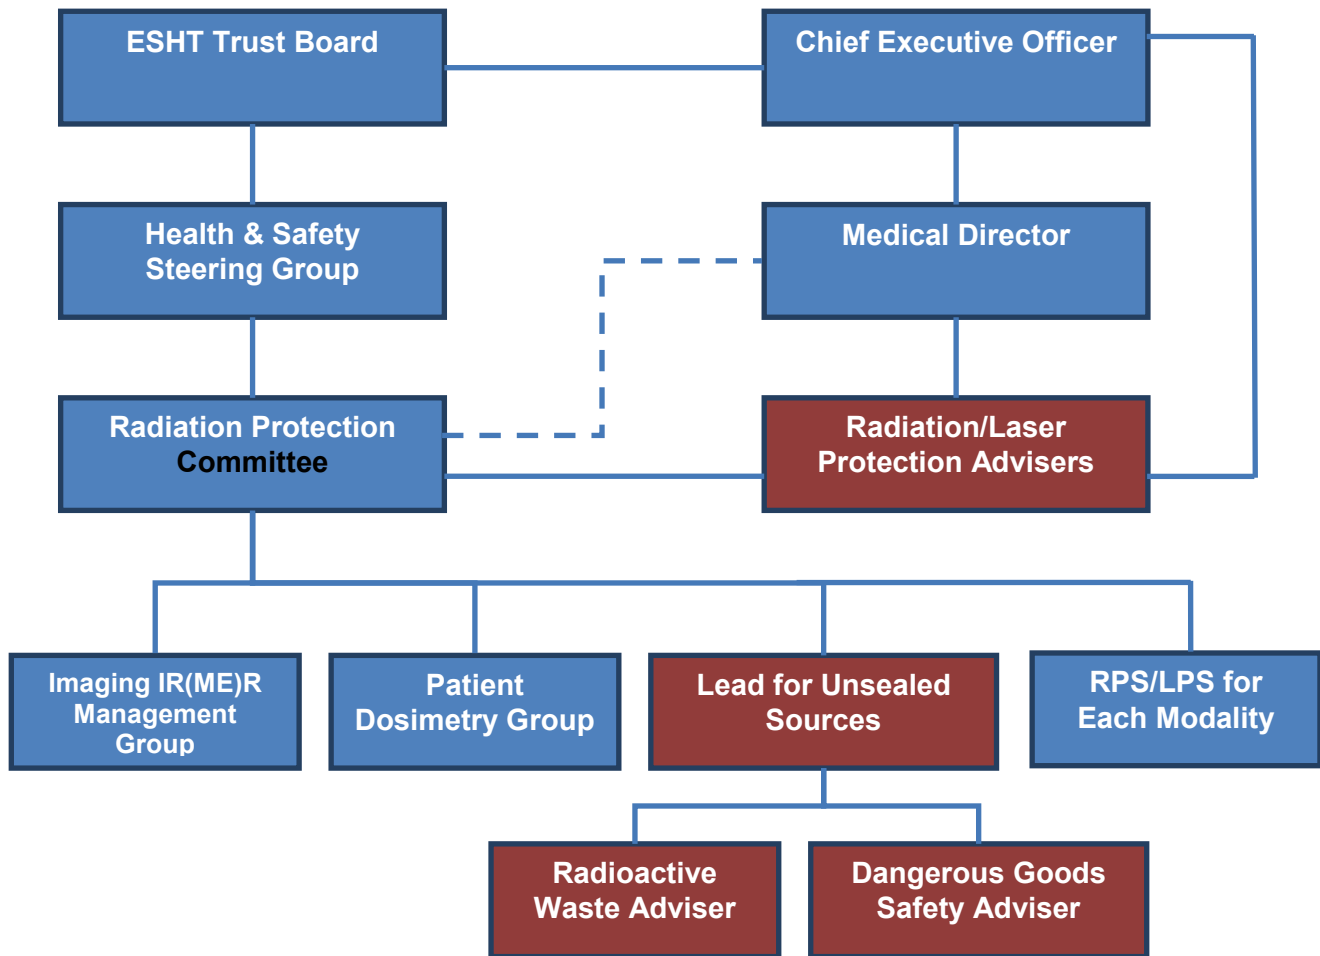 ESHT Trust Board
Chief Executive Officer
Health & Safety
Steering Group
Medical Director
Radiation Protection
Committee
Radiation/Laser
Protection Advisers
Imaging IR(ME)R
Management
Group
Patient
Dosimetry Group
Lead for Unsealed
Sources
RPS/LPS for
Each Modality
Radioactive
Waste Adviser
Dangerous Goods
Safety Adviser